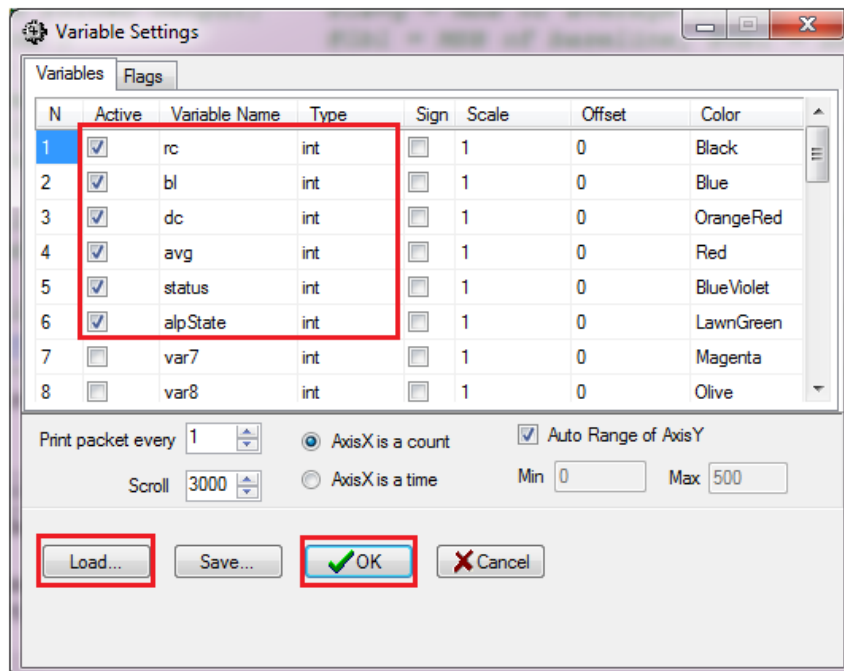 Variable Settings
Variables Flags
N Active Variable Name Type Sign Scale Offset Color
1 rc int 1 0 Black
2 bl int 1 0 Blue
3 dc int 1 0 OrangeRed
4 avg int 1 0 Red
5 status int 1 0 BlueViolet
6 alpState int 1 0 LawnGreen
7 var7 int 1 0 Magenta
8 var8 int 1 0 Olive
Print packet every 1 AxisX is a count Auto Range of AxisY
Scroll 3000 AxisX is a time Min 0 Max 500
Load... Save... OK Cancel